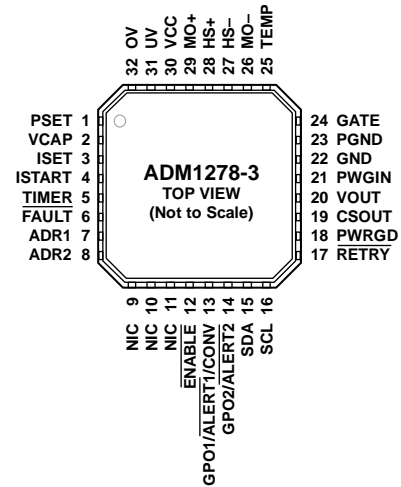 32 OV
31 UV
30 VCC
29 MO+
28 HS+
27 HS–
26 MO–
25 TEMP
PSET 1
VCAP 2
ISET 3
ISTART 4
TIMER 5
FAULT 6
ADR1 7
ADR2 8
ADM1278-3
TOP VIEW
(Not to Scale)
24 GATE
23 PGND
22 GND
21 PWGIN
20 VOUT
19 CSOUT
18 PWRGD
17 RETRY
NIC 9
NIC 10
NIC 11
ENABLE 12
GPO1/ALERT1/CONV 13
GPO2/ALERT2 14
SDA 15
SCL 16